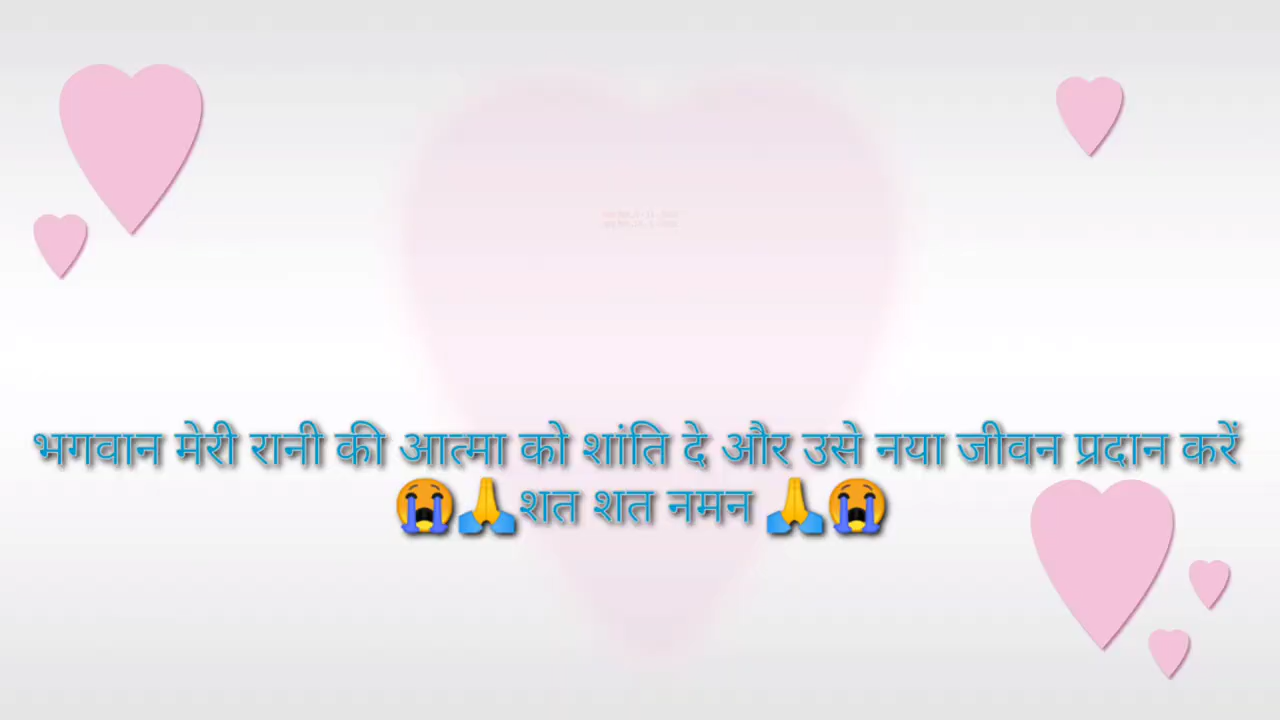 भगवान मेरी रानी की आत्मा को शांति दे और उसे नया जीवन प्रदान करें
😭🙏शत शत नमन 🙏😭